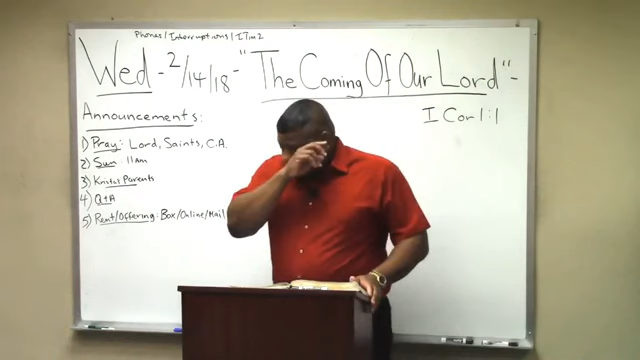 Phones/Interruptions/I Tim 2
Wed - 2/14/18 - "The Coming Of Our Lord" -
Announcements:
I Cor 1:1
1) Pray: Lord, Saints, C.A.
2) Sun: 11am
3) Parents
4) Q+A
5) Rent/Offering: Box/Online/Mail